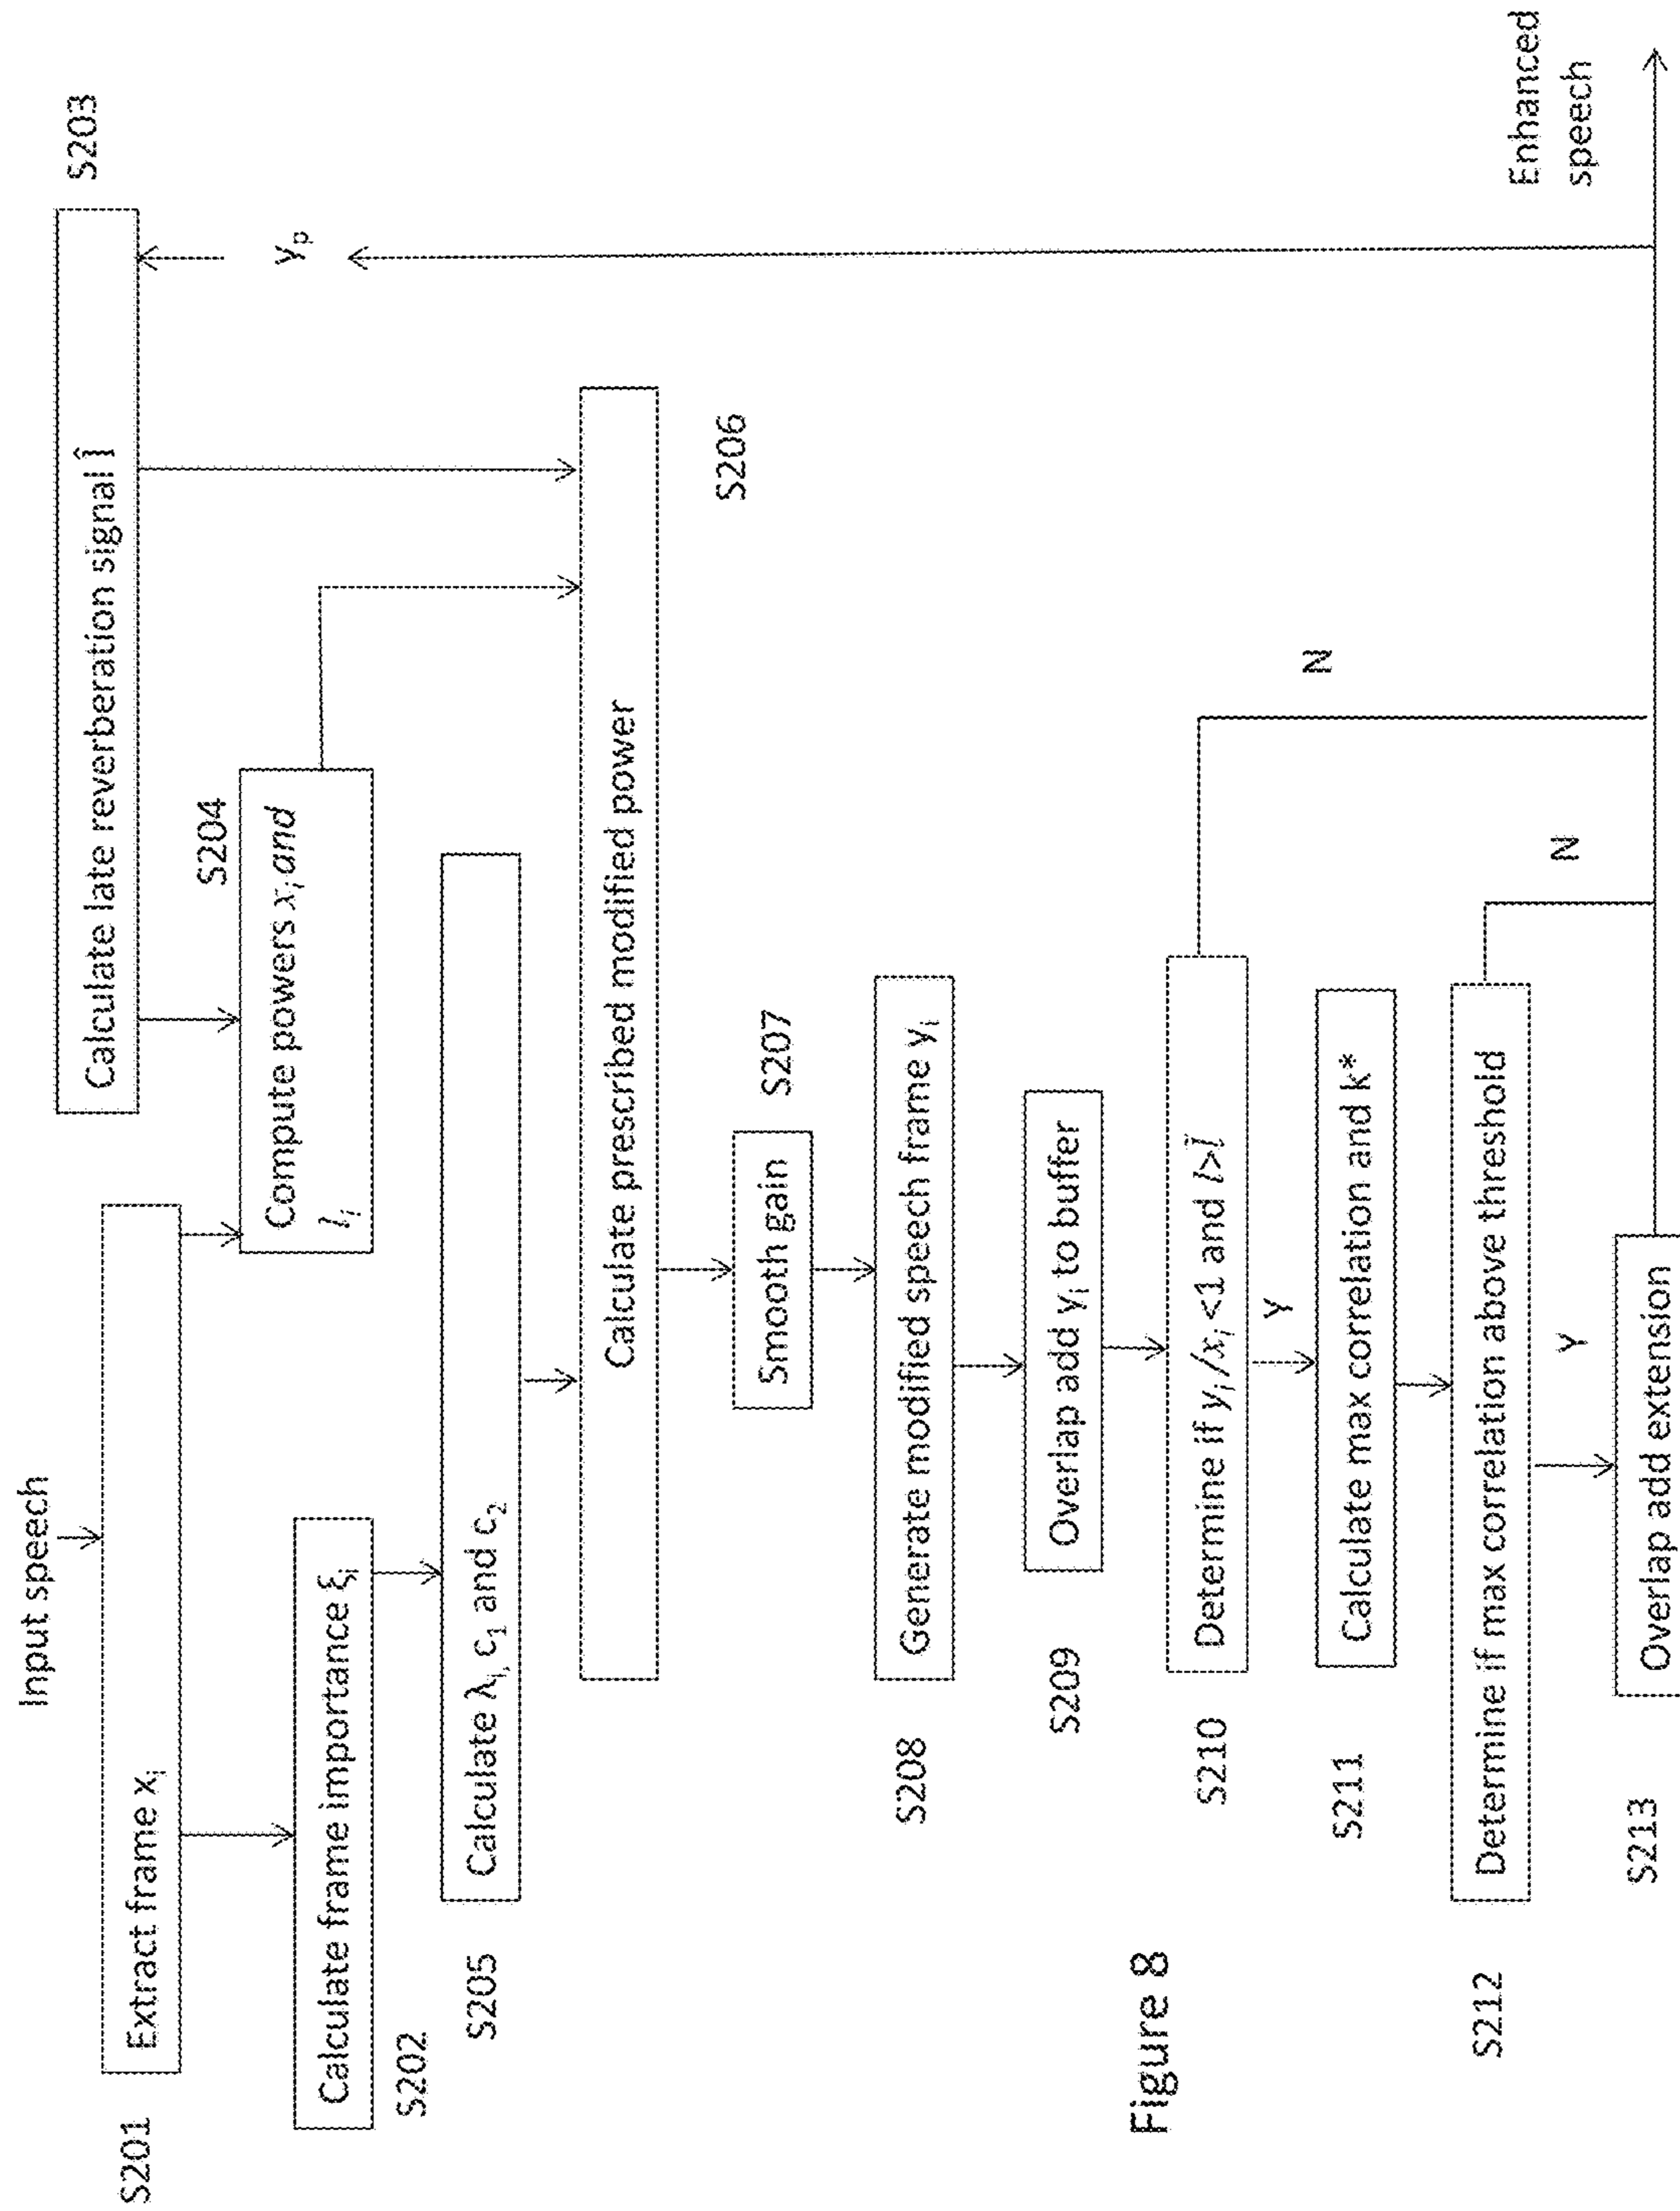 Input speech
S201
Extract frame xᵢ
Calculate late reverberation signal l̂
S203
Calculate frame importance ξᵢ
S202
Compute powers xᵢ and
lᵢ
S204
yₚ
S205
Calculate λᵢ, c₁ and c₂
Calculate prescribed modified power
S206
Smooth gain
S207
S208
Generate modified speech frame yᵢ
S209
Overlap add yᵢ to buffer
S210
Determine if yᵢ/xᵢ <1 and l>l̃
N
Y
S211
Calculate max correlation and k*
S212
Determine if max correlation above threshold
N
Y
S213
Overlap add extension
Enhanced
speech
Figure 8